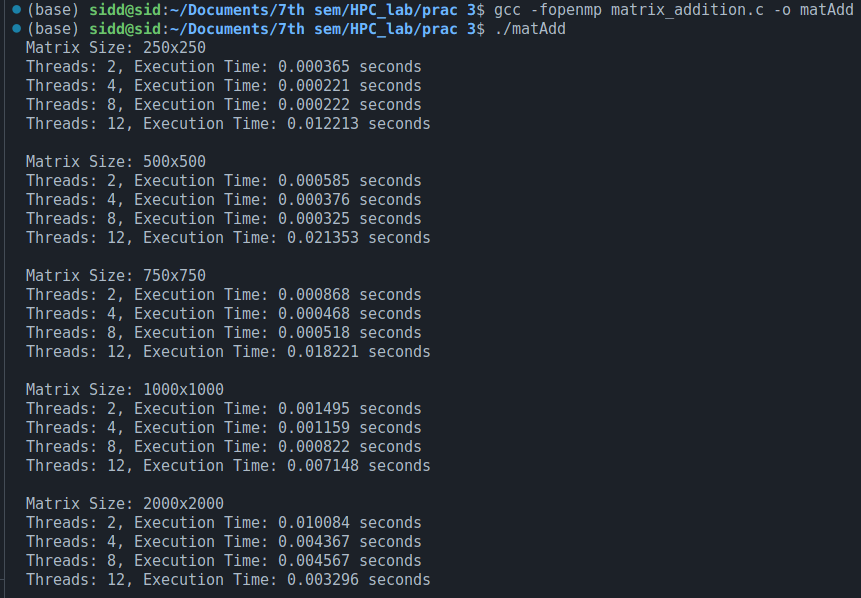 (base) sidd@sid:~/Documents/7th sem/HPC_lab/prac 3$ gcc -fopenmp matrix_addition.c -o matAdd
(base) sidd@sid:~/Documents/7th sem/HPC_lab/prac 3$ ./matAdd
Matrix Size: 250x250
Threads: 2, Execution Time: 0.000365 seconds
Threads: 4, Execution Time: 0.000221 seconds
Threads: 8, Execution Time: 0.000222 seconds
Threads: 12, Execution Time: 0.012213 seconds
Matrix Size: 500x500
Threads: 2, Execution Time: 0.000585 seconds
Threads: 4, Execution Time: 0.000376 seconds
Threads: 8, Execution Time: 0.000325 seconds
Threads: 12, Execution Time: 0.021353 seconds
Matrix Size: 750x750
Threads: 2, Execution Time: 0.000868 seconds
Threads: 4, Execution Time: 0.000468 seconds
Threads: 8, Execution Time: 0.000518 seconds
Threads: 12, Execution Time: 0.018221 seconds
Matrix Size: 1000x1000
Threads: 2, Execution Time: 0.001495 seconds
Threads: 4, Execution Time: 0.001159 seconds
Threads: 8, Execution Time: 0.000822 seconds
Threads: 12, Execution Time: 0.007148 seconds
Matrix Size: 2000x2000
Threads: 2, Execution Time: 0.010084 seconds
Threads: 4, Execution Time: 0.004367 seconds
Threads: 8, Execution Time: 0.004567 seconds
Threads: 12, Execution Time: 0.003296 seconds